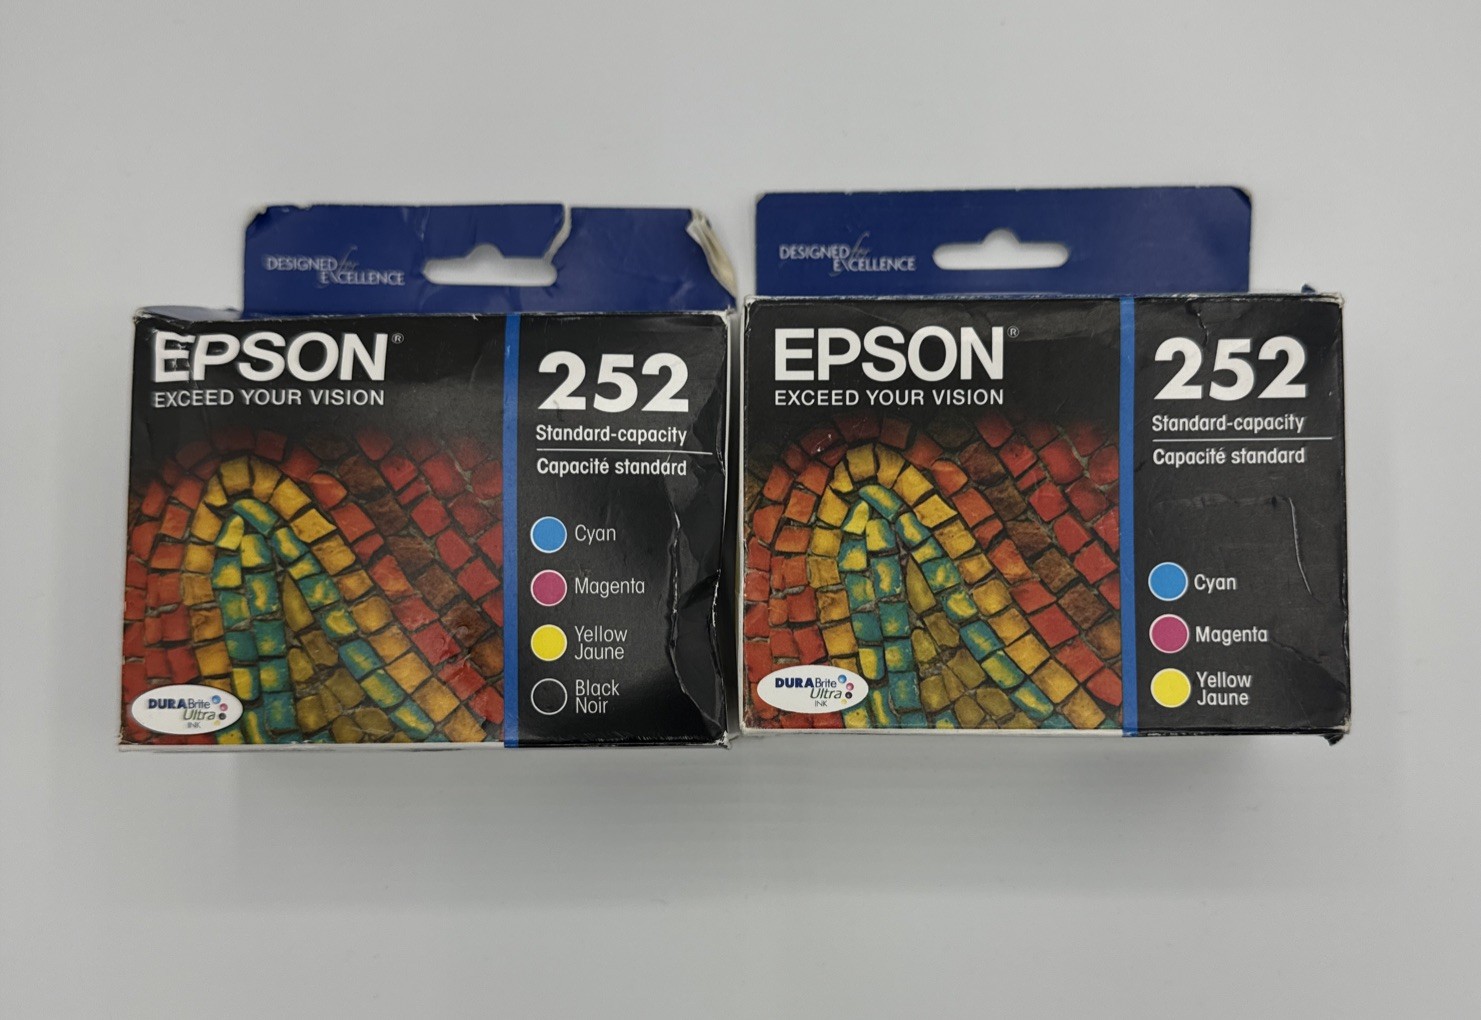 DESIGNED for
EXCELLENCE
EPSON®
EXCEED YOUR VISION
252
Standard-capacity
Capacité standard
Cyan
Magenta
Yellow
Jaune
Black
Noir
DURABrite
Ultra
INK
DESIGNED for
EXCELLENCE
EPSON®
EXCEED YOUR VISION
252
Standard-capacity
Capacité standard
Cyan
Magenta
Yellow
Jaune
DURABrite
Ultra
INK